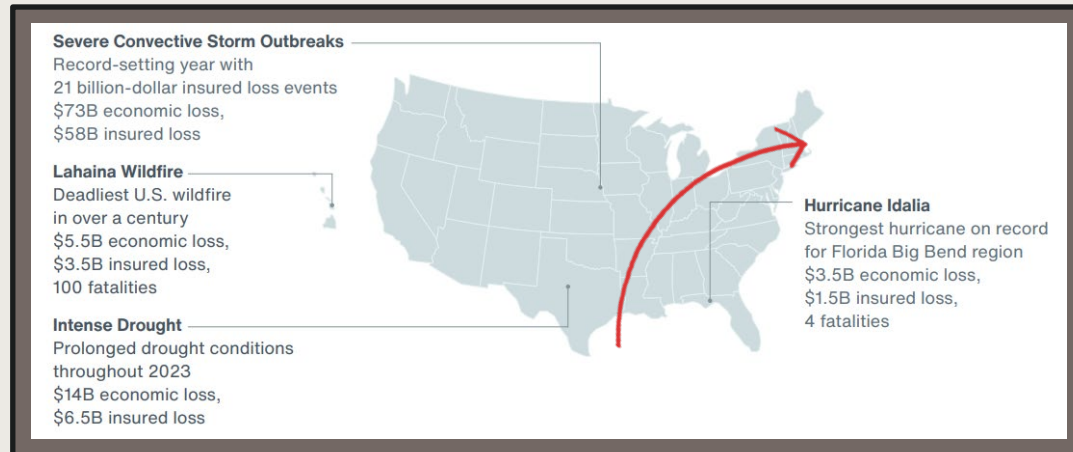 Severe Convective Storm Outbreaks
Record-setting year with
21 billion-dollar insured loss events
$73B economic loss,
$58B insured loss
Lahaina Wildfire
Deadliest U.S. wildfire
in over a century
$5.5B economic loss,
$3.5B insured loss,
100 fatalities
Intense Drought
Prolonged drought conditions
throughout 2023
$14B economic loss,
$6.5B insured loss
Hurricane Idalia
Strongest hurricane on record
for Florida Big Bend region
$3.5B economic loss,
$1.5B insured loss,
4 fatalities